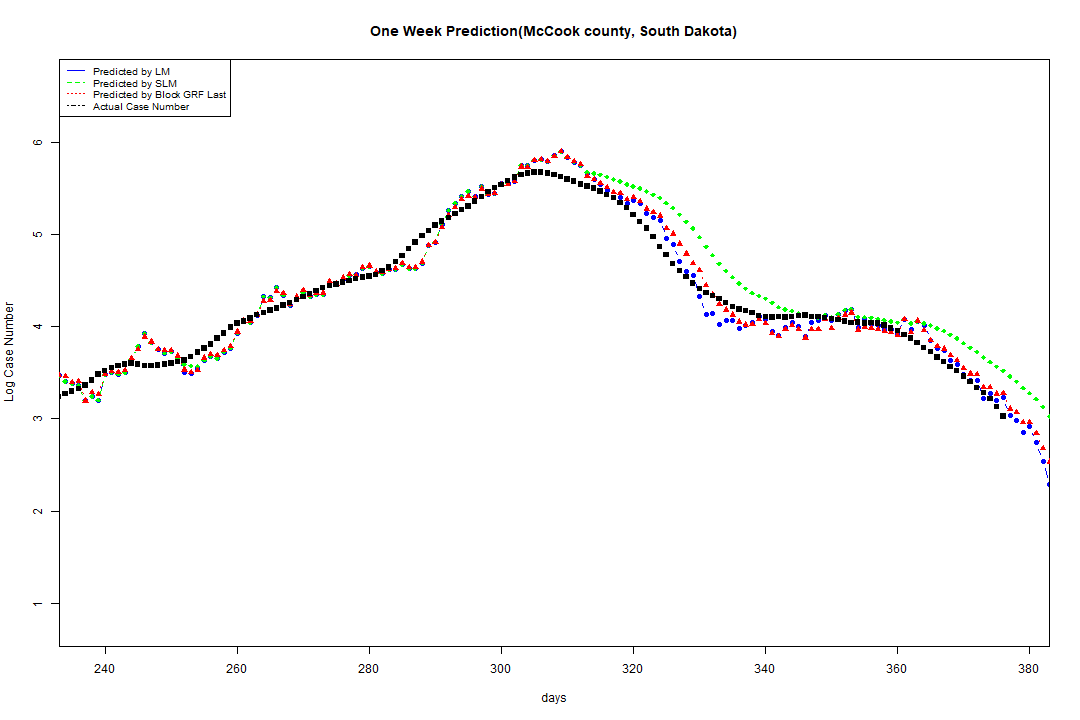 One Week Prediction(McCook county, South Dakota)
Predicted by LM
Predicted by SLM
Predicted by Block GRF Last
Actual Case Number
6
5
4
3
2
1
Log Case Number
240 260 280 300 320 340 360 380
days